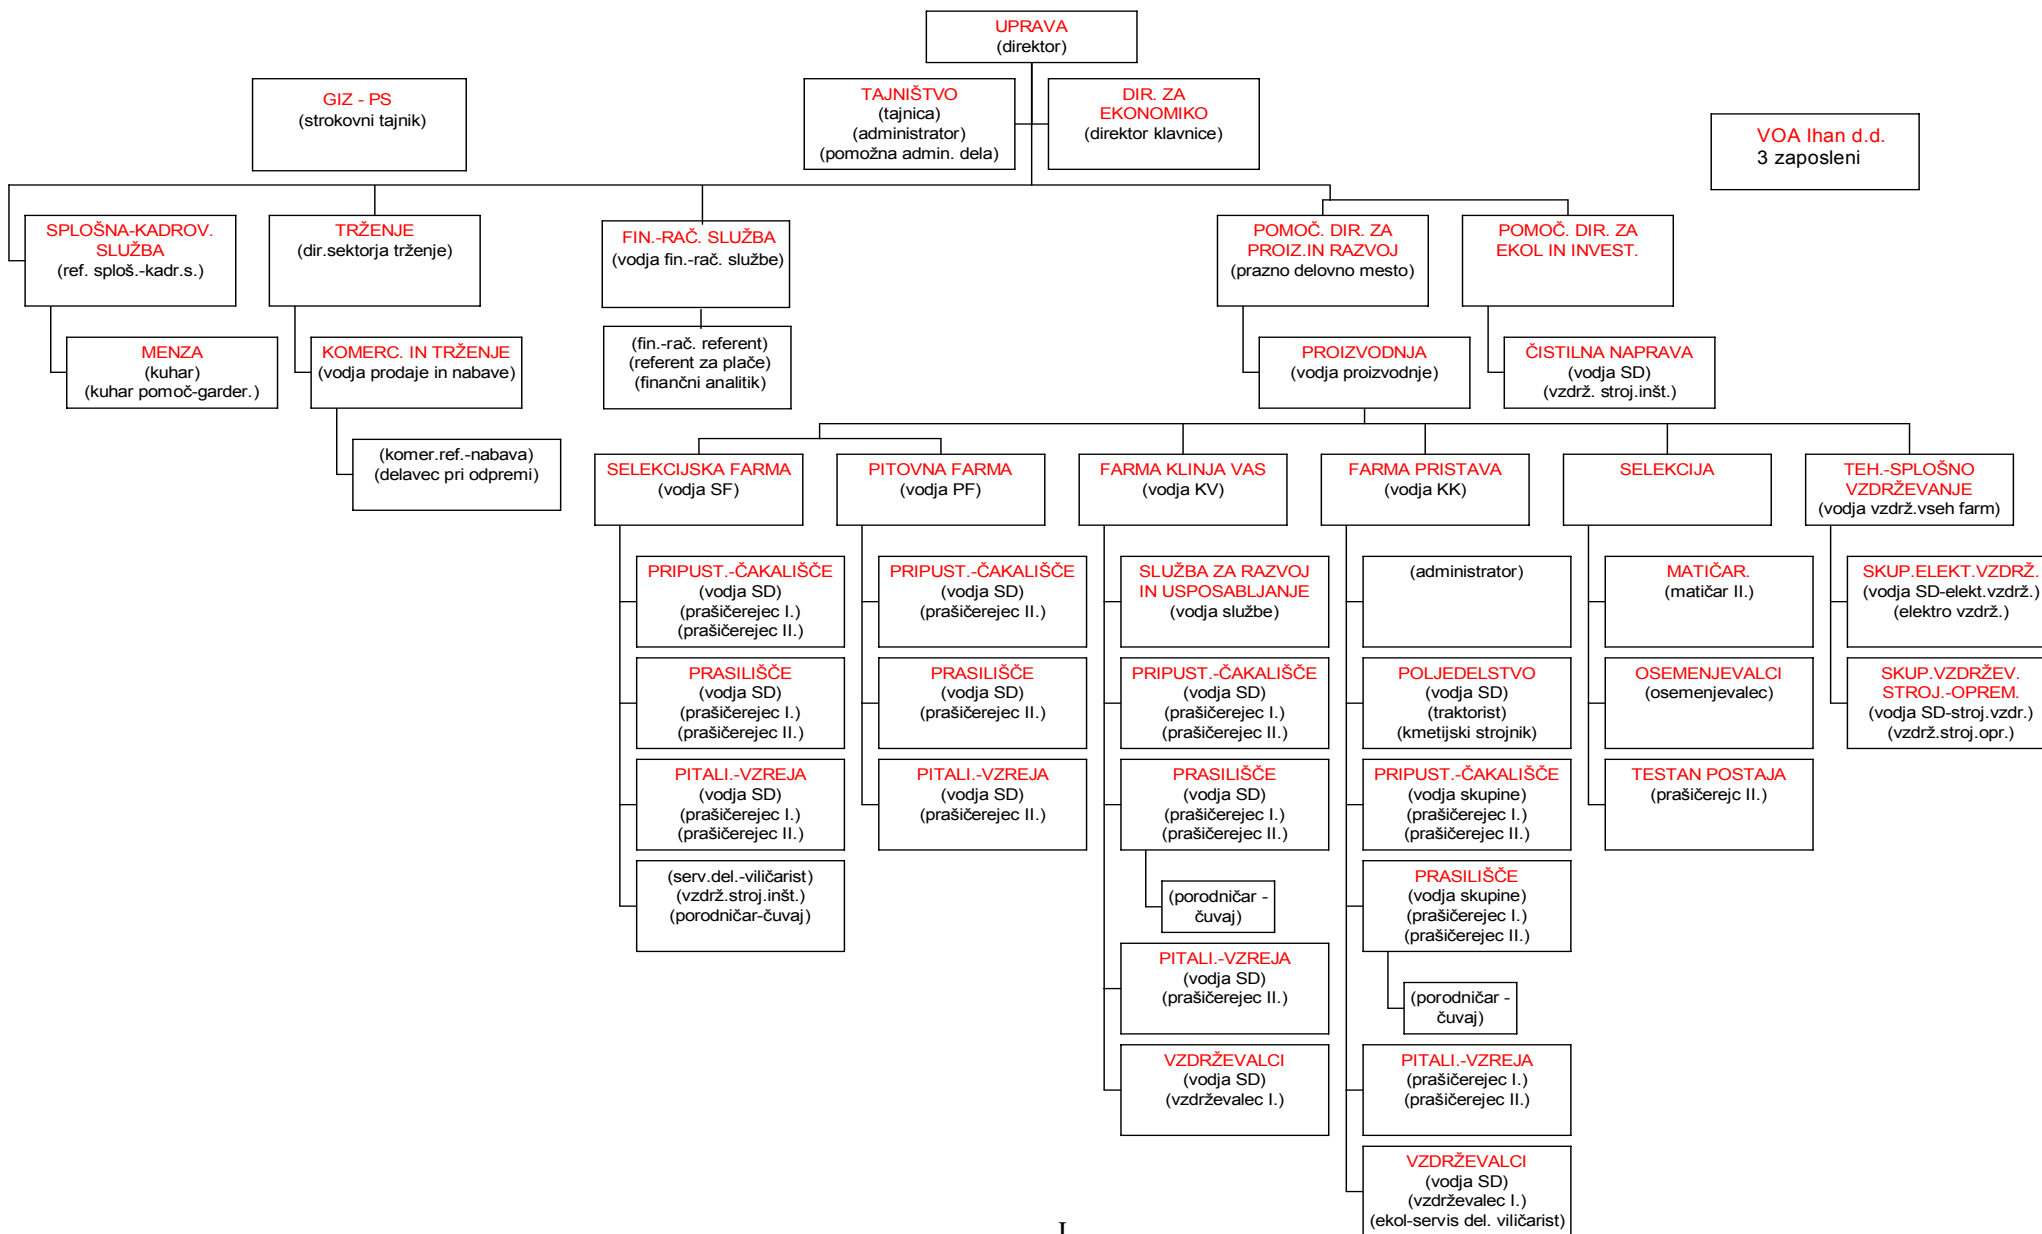 UPRAVA
(direktor)
GIZ - PS
(strokovni tajnik)
TAJNIŠTVO
(tajnica)
(administrator)
(pomožna admin. dela)
DIR. ZA
EKONOMIKO
(direktor klavnice)
VOA Ihan d.d.
3 zaposleni
SPLOŠNA-KADROV.
SLUŽBA
(ref. sploš.-kadr.s.)
TRŽENJE
(dir.sektorja trženje)
FIN.-RAČ. SLUŽBA
(vodja fin.-rač. službe)
POMOČ. DIR. ZA
PROIZ.IN RAZVOJ
(prazno delovno mesto)
POMOČ. DIR. ZA
EKOL IN INVEST.
MENZA
(kuhar)
(kuhar pomoč-garder.)
KOMERC. IN TRŽENJE
(vodja prodaje in nabave)
(fin.-rač. referent)
(referent za plače)
(finančni analitik)
PROIZVODNJA
(vodja proizvodnje)
ČISTILNA NAPRAVA
(vodja SD)
(vzdrž. stroj.inšt.)
(komer.ref.-nabava)
(delavec pri odpremi)
SELEKCIJSKA FARMA
(vodja SF)
PITOVNA FARMA
(vodja PF)
FARMA KLINJA VAS
(vodja KV)
FARMA PRISTAVA
(vodja KK)
SELEKCIJA
TEH.-SPLOŠNO
VZDRŽEVANJE
(vodja vzdrž.vseh farm)
PRIPUST.-ČAKALIŠČE
(vodja SD)
(prašičerejec I.)
(prašičerejec II.)
PRIPUST.-ČAKALIŠČE
(vodja SD)
(prašičerejec II.)
SLUŽBA ZA RAZVOJ
IN USPOSABLJANJE
(vodja službe)
(administrator)
MATIČAR.
(matičar II.)
SKUP.ELEKT.VZDRŽ.
(vodja SD-elekt.vzdrž.)
(elektro vzdrž.)
PRASILIŠČE
(vodja SD)
(prašičerejec I.)
(prašičerejec II.)
PRASILIŠČE
(vodja SD)
(prašičerejec II.)
PRIPUST.-ČAKALIŠČE
(vodja SD)
(prašičerejec I.)
(prašičerejec II.)
POLJEDELSTVO
(vodja SD)
(traktorist)
(kmetijski strojnik)
OSEMENJEVALCI
(osemenjevalec)
SKUP.VZDRŽEV.
STROJ.-OPREM.
(vodja SD-stroj.vzdr.)
(vzdrž.stroj.opr.)
PITALI.-VZREJA
(vodja SD)
(prašičerejec I.)
(prašičerejec II.)
PITALI.-VZREJA
(vodja SD)
(prašičerejec II.)
PRASILIŠČE
(vodja SD)
(prašičerejec I.)
(prašičerejec II.)
PRIPUST.-ČAKALIŠČE
(vodja skupine)
(prašičerejec I.)
(prašičerejec II.)
TESTAN POSTAJA
(prašičerejc II.)
(serv.del.-viličarist)
(vzdrž.stroj.inšt.)
(porodničar-čuvaj)
(porodničar -
čuvaj)
PRASILIŠČE
(vodja skupine)
(prašičerejec I.)
(prašičerejec II.)
PITALI.-VZREJA
(vodja SD)
(prašičerejec II.)
(porodničar -
čuvaj)
VZDRŽEVALCI
(vodja SD)
(vzdrževalec I.)
PITALI.-VZREJA
(prašičerejec I.)
(prašičerejec II.)
VZDRŽEVALCI
(vodja SD)
(vzdrževalec I.)
(ekol-servis del. viličarist)